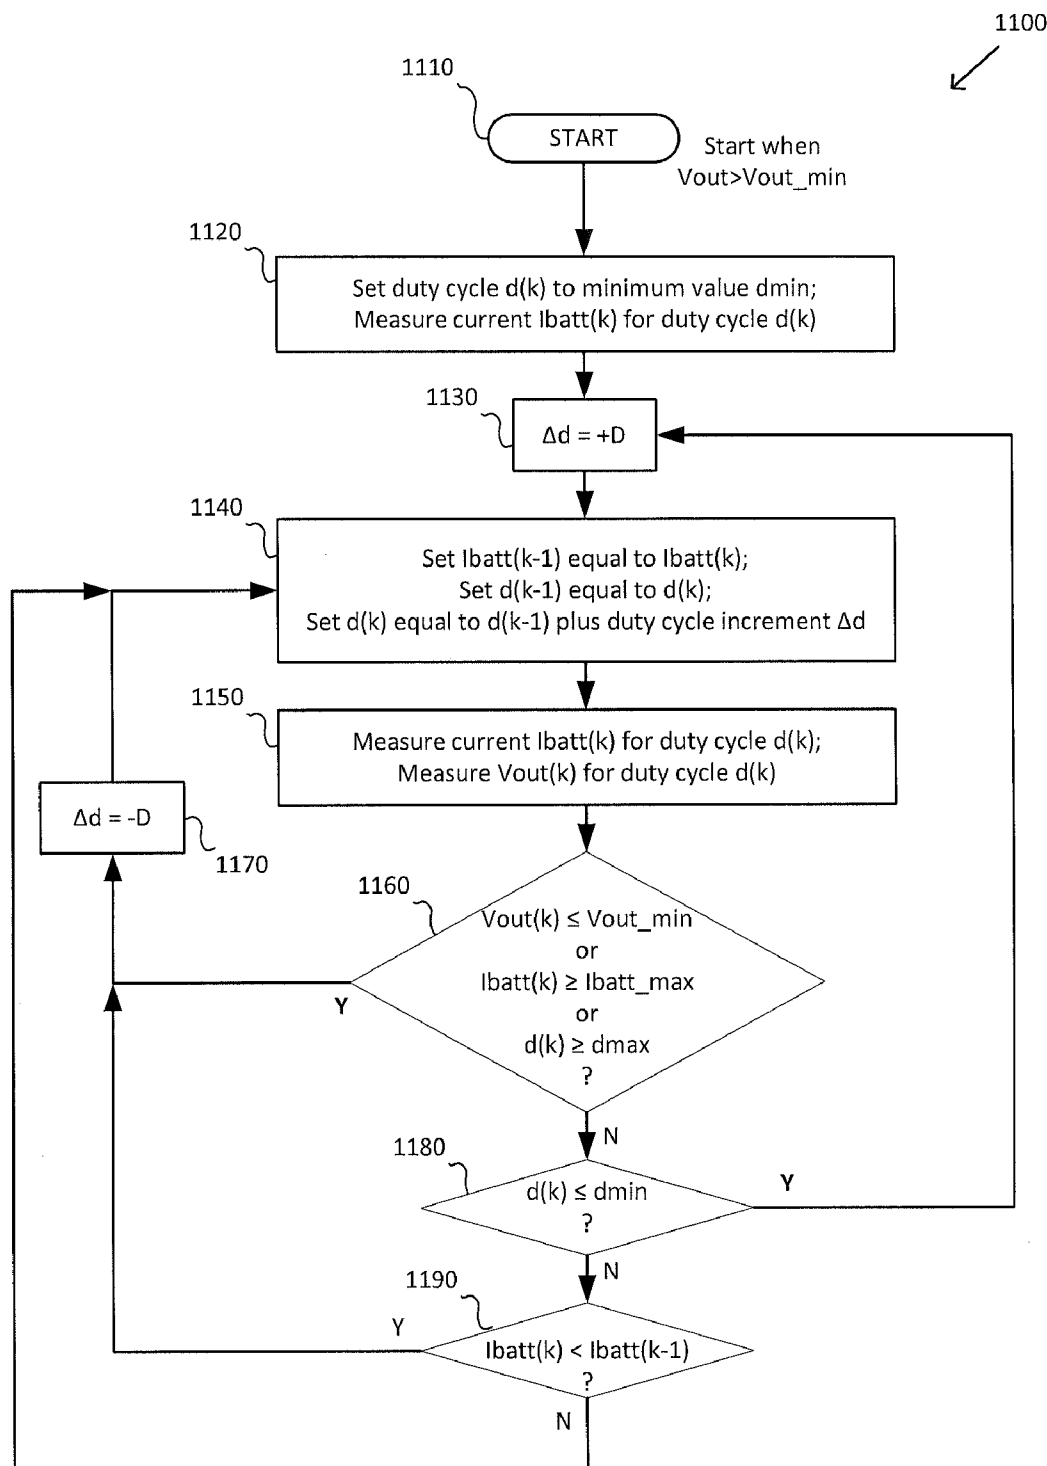 1100
1110
START
Start when
Vout>Vout_min
1120
Set duty cycle d(k) to minimum value dmin;
Measure current Ibatt(k) for duty cycle d(k)
1130
Δd = +D
1140
Set Ibatt(k-1) equal to Ibatt(k);
Set d(k-1) equal to d(k);
Set d(k) equal to d(k-1) plus duty cycle increment Δd
1150
Measure current Ibatt(k) for duty cycle d(k);
Measure Vout(k) for duty cycle d(k)
Δd = -D
1170
1160
Vout(k) ≤ Vout_min
or
Ibatt(k) ≥ Ibatt_max
or
d(k) ≥ dmax
?
Y
N
1180
d(k) ≤ dmin
?
Y
N
1190
Ibatt(k) < Ibatt(k-1)
?
Y
N